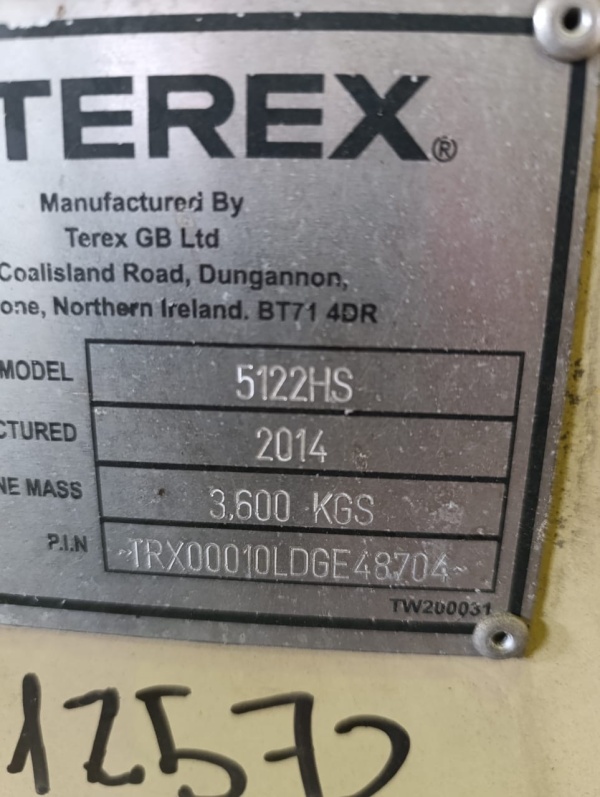 TEREX®
Manufactured By
Terex GB Ltd
Coalisland Road, Dungannon,
one, Northern Ireland. BT71 4DR
MODEL 5122HS
CTURED 2014
NE MASS 3,600 KGS
P.I.N ~TRX00010LDGE48704~
TW200031